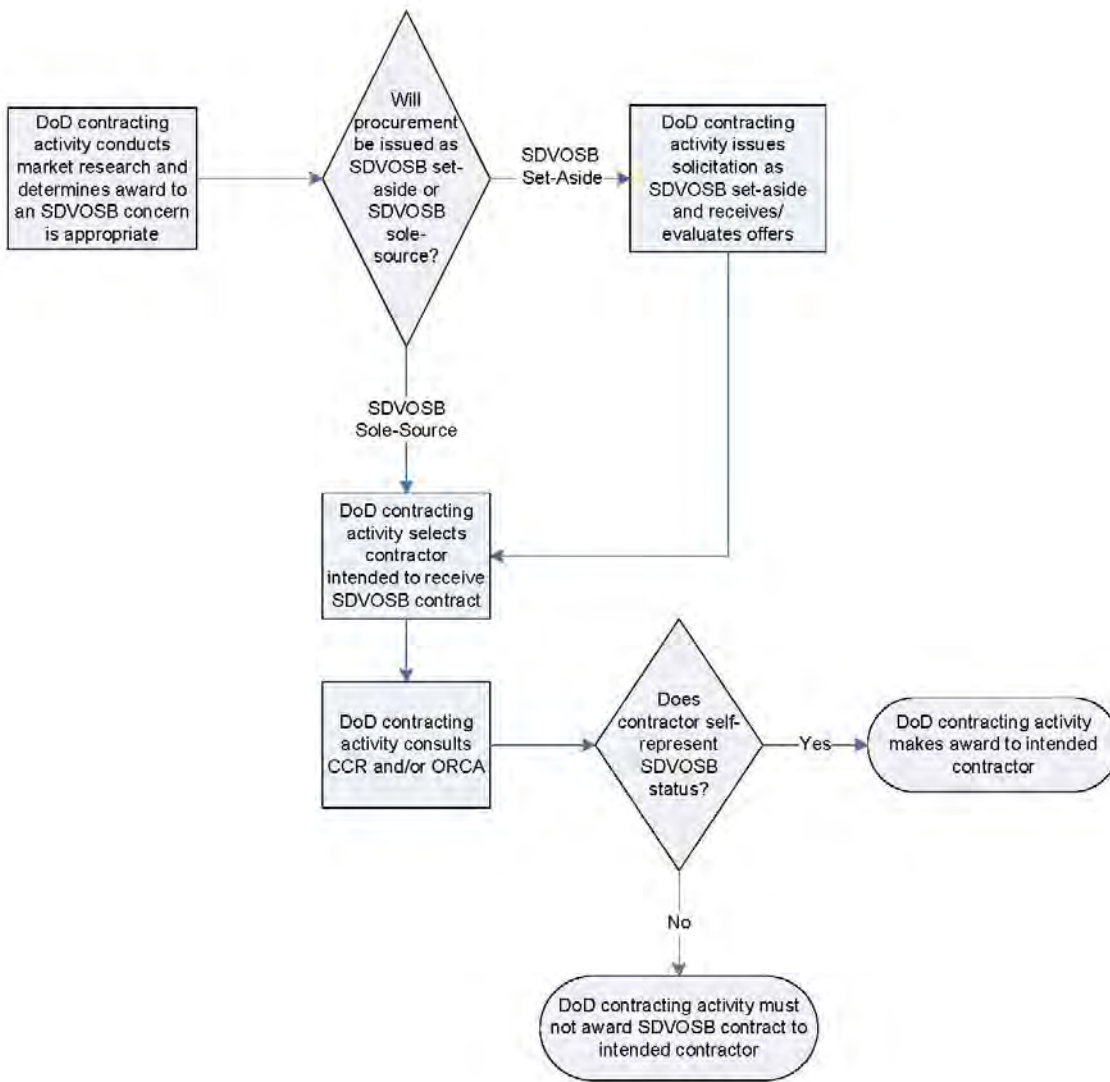 DoD contracting
activity conducts
market research and
determines award to
an SDVOSB concern
is appropriate
Will
procurement
be issued as
SDVOSB set-
aside or
SDVOSB
sole-
source?
SDVOSB
Set-Aside
DoD contracting
activity issues
solicitation as
SDVOSB set-aside
and receives/
evaluates offers
SDVOSB
Sole-Source
DoD contracting
activity selects
contractor
intended to receive
SDVOSB contract
DoD contracting
activity consults
CCR and/or ORCA
Does
contractor self-
represent
SDVOSB
status?
Yes
DoD contracting activity
makes award to intended
contractor
No
DoD contracting activity must
not award SDVOSB contract to
intended contractor